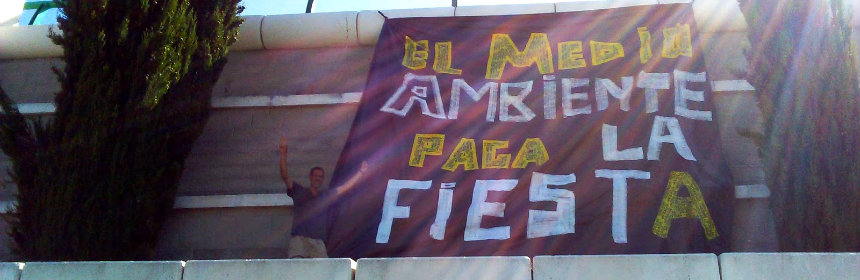 EL MEDIO
AMBIENTE
PAGA LA
FIESTA